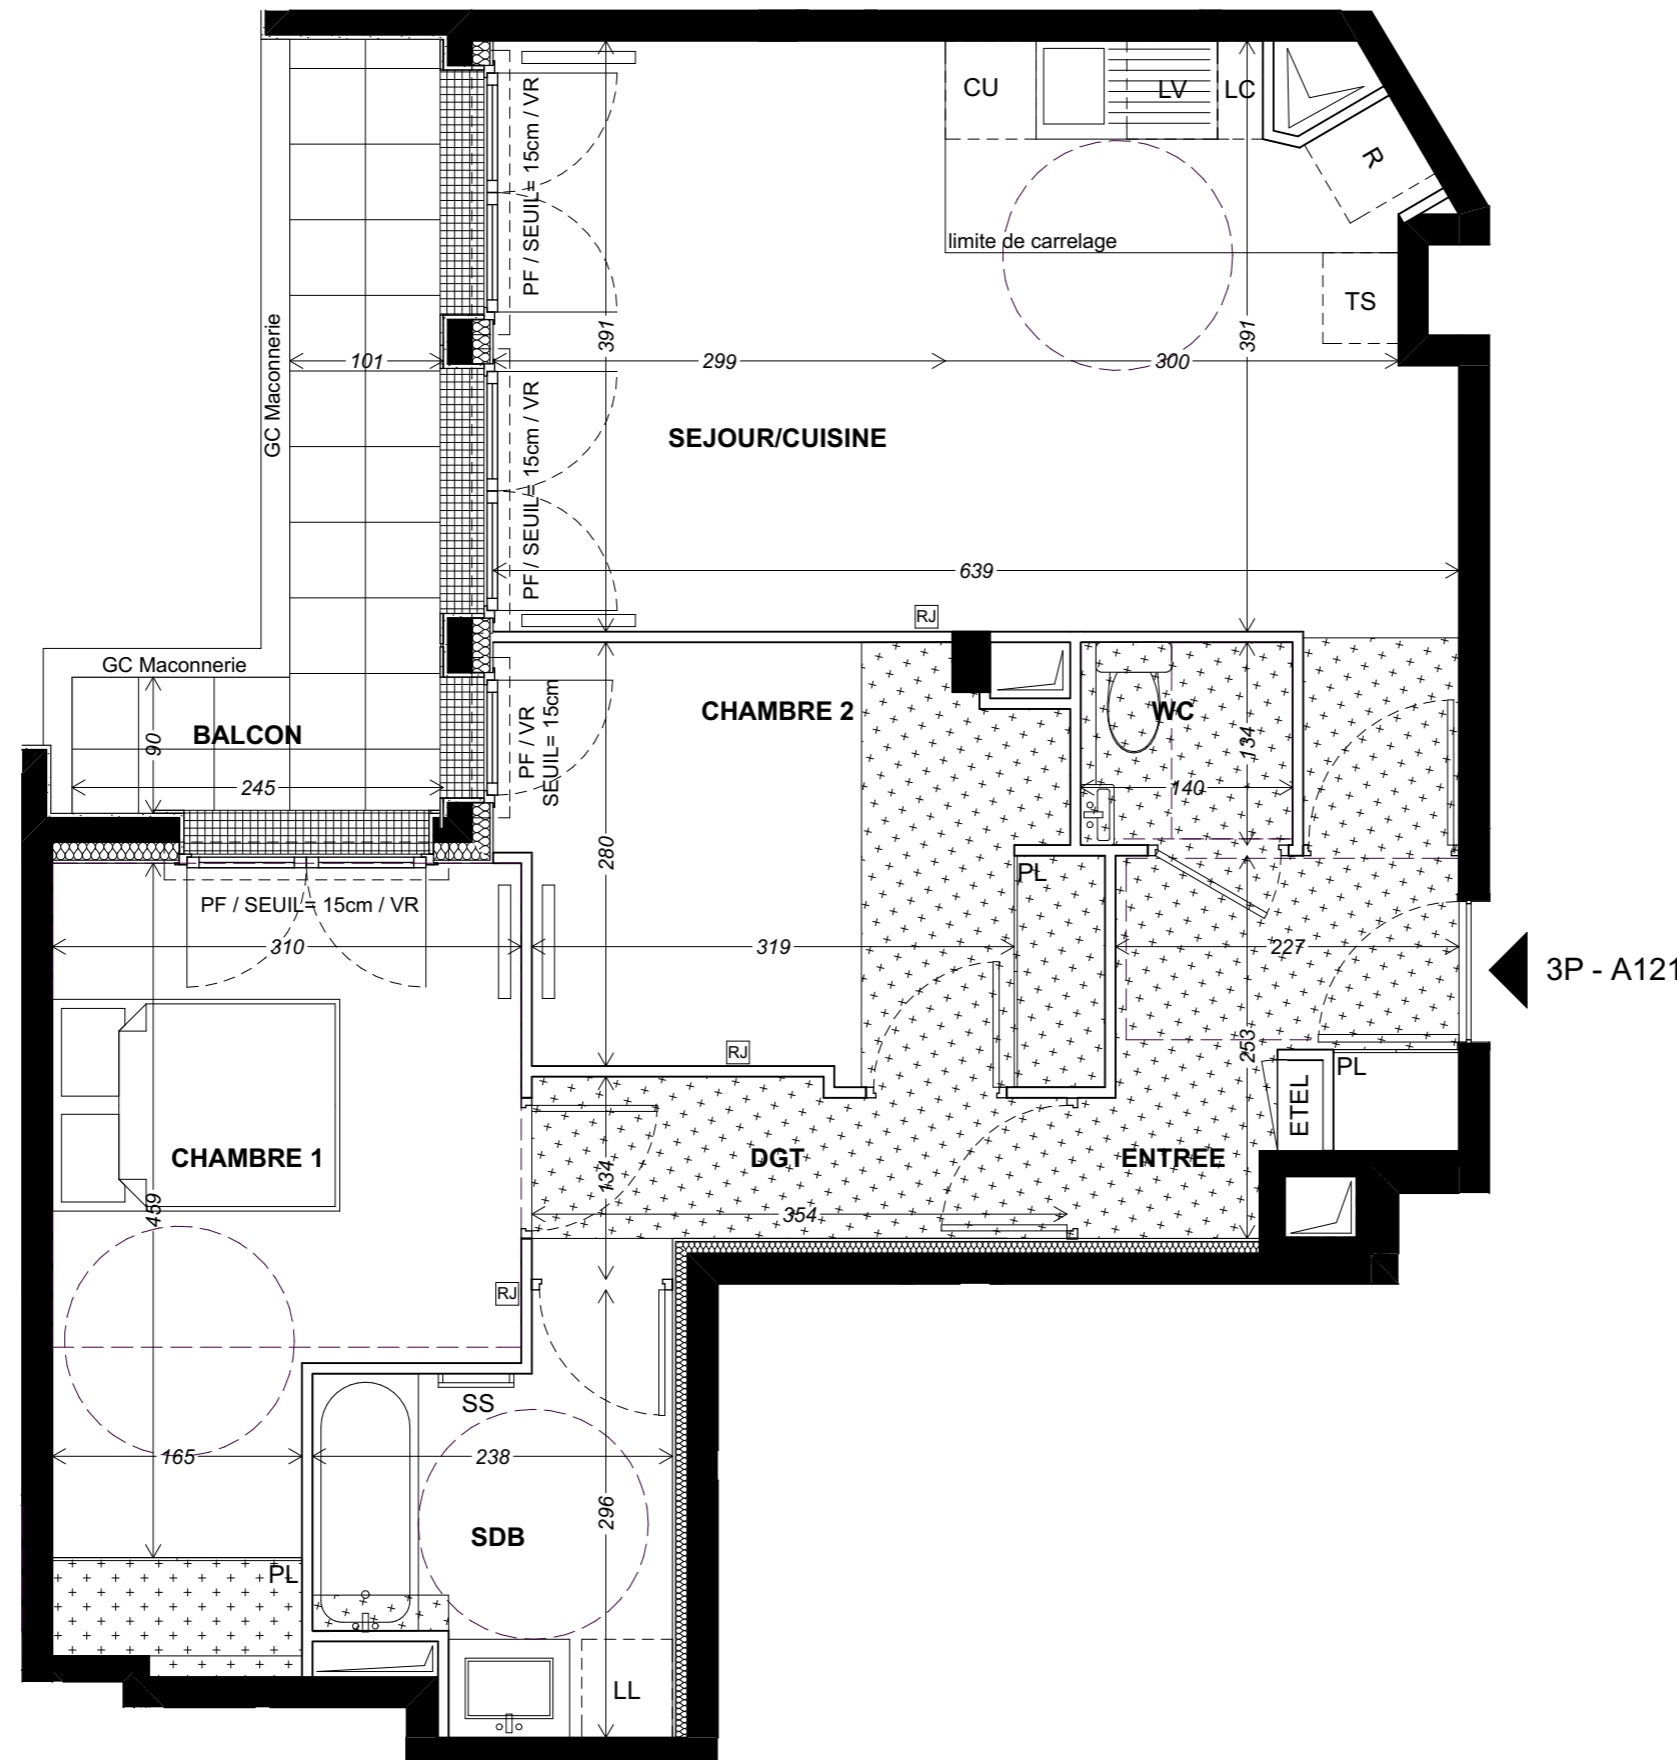 CU
LV
LC
R
PF / SEUIL= 15cm / VR
limite de carrelage
TS
GC Maconnerie
391
391
101
299
300
PF / SEUIL= 15cm / VR
SEJOUR/CUISINE
639
RJ
GC Maconnerie
CHAMBRE 2
WC
BALCON
90
245
PF / VR
SEUIL= 15cm
134
140
280
PL
PF / SEUIL= 15cm / VR
310
319
227
3P - A121
253
RJ
PL
ETEL
CHAMBRE 1
DGT
ENTREE
134
459
354
RJ
SS
165
238
296
SDB
PL
LL